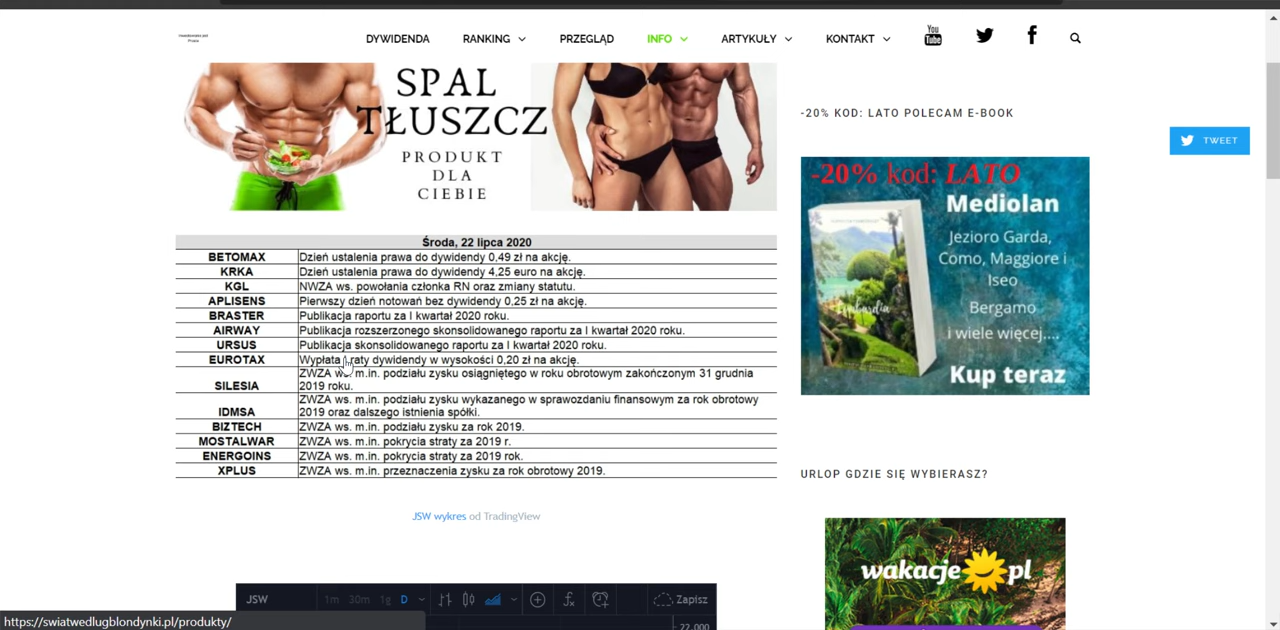 DYWIDENDA RANKING PRZEGLĄD INFO ARTYKUŁY KONTAKT You Tube
SPAL
TŁUSZCZ
PRODUKT
DLA
CIEBIE
Środa, 22 lipca 2020
BETOMAX Dzień ustalenia prawa do dywidendy 0,49 zł na akcję.
KRKA Dzień ustalenia prawa do dywidendy 4,25 euro na akcję.
KGL NWZA ws. powołania członka RN oraz zmiany statutu.
APLISENS Pierwszy dzień notowań bez dywidendy 0,25 zł na akcję.
BRASTER Publikacja raportu za I kwartał 2020 roku.
AIRWAY Publikacja rozszerzonego skonsolidowanego raportu za I kwartał 2020 roku.
URSUS Publikacja skonsolidowanego raportu za I kwartał 2020 roku.
EUROTAX Wypłata I raty dywidendy w wysokości 0,20 zł na akcję.
SILESIA ZWZA ws. m.in. podziału zysku osiągniętego w roku obrotowym zakończonym 31 grudnia
2019 roku.
IDMSA ZWZA ws. m.in. podziału zysku wykazanego w sprawozdaniu finansowym za rok obrotowy
2019 oraz dalszego istnienia spółki.
BIZTECH ZWZA ws. m.in. podziału zysku za rok 2019.
MOSTALWAR ZWZA ws. m.in. pokrycia straty za 2019 r.
ENERGOINS ZWZA ws. m.in. pokrycia straty za 2019 rok.
XPLUS ZWZA ws. m.in. przeznaczenia zysku za rok obrotowy 2019.
JSW wykres od TradingView
JSW 1m 30m 1g D Zapisz
22.000
-20% KOD: LATO POLECAM E-BOOK
TWEET
-20% kod: LATO
Mediolan
Jezioro Garda,
Como, Maggiore i
Iseo
Bergamo
i wiele więcej....
Lombardia
Kup teraz
URLOP GDZIE SIĘ WYBIERASZ?
wakacje pl
https://swiatwedlugblondynki.pl/produkty/